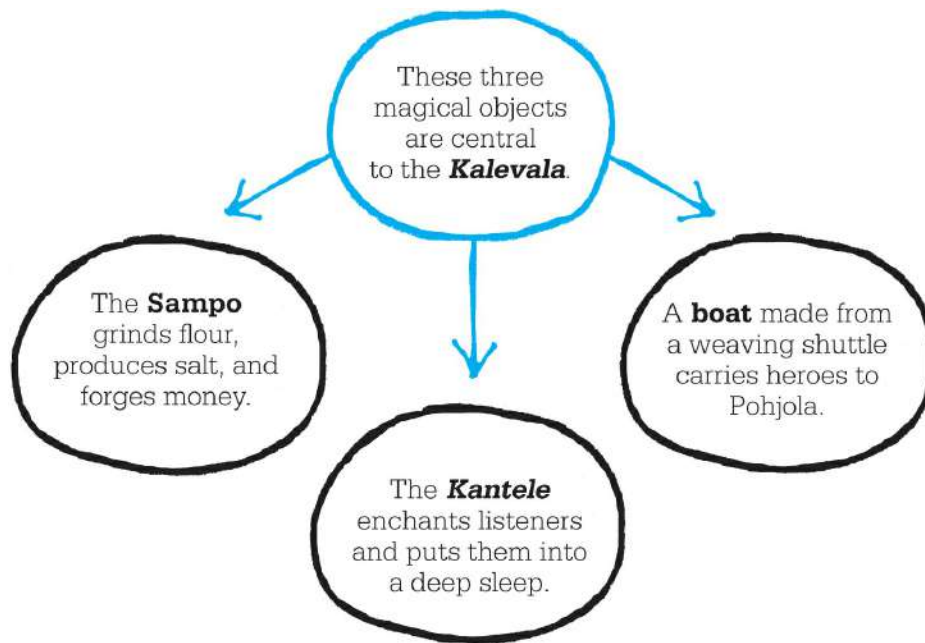 These three
magical objects
are central
to the Kalevala.
The Sampo
grinds flour,
produces salt, and
forges money.
The Kantele
enchants listeners
and puts them into
a deep sleep.
A boat made from
a weaving shuttle
carries heroes to
Pohjola.